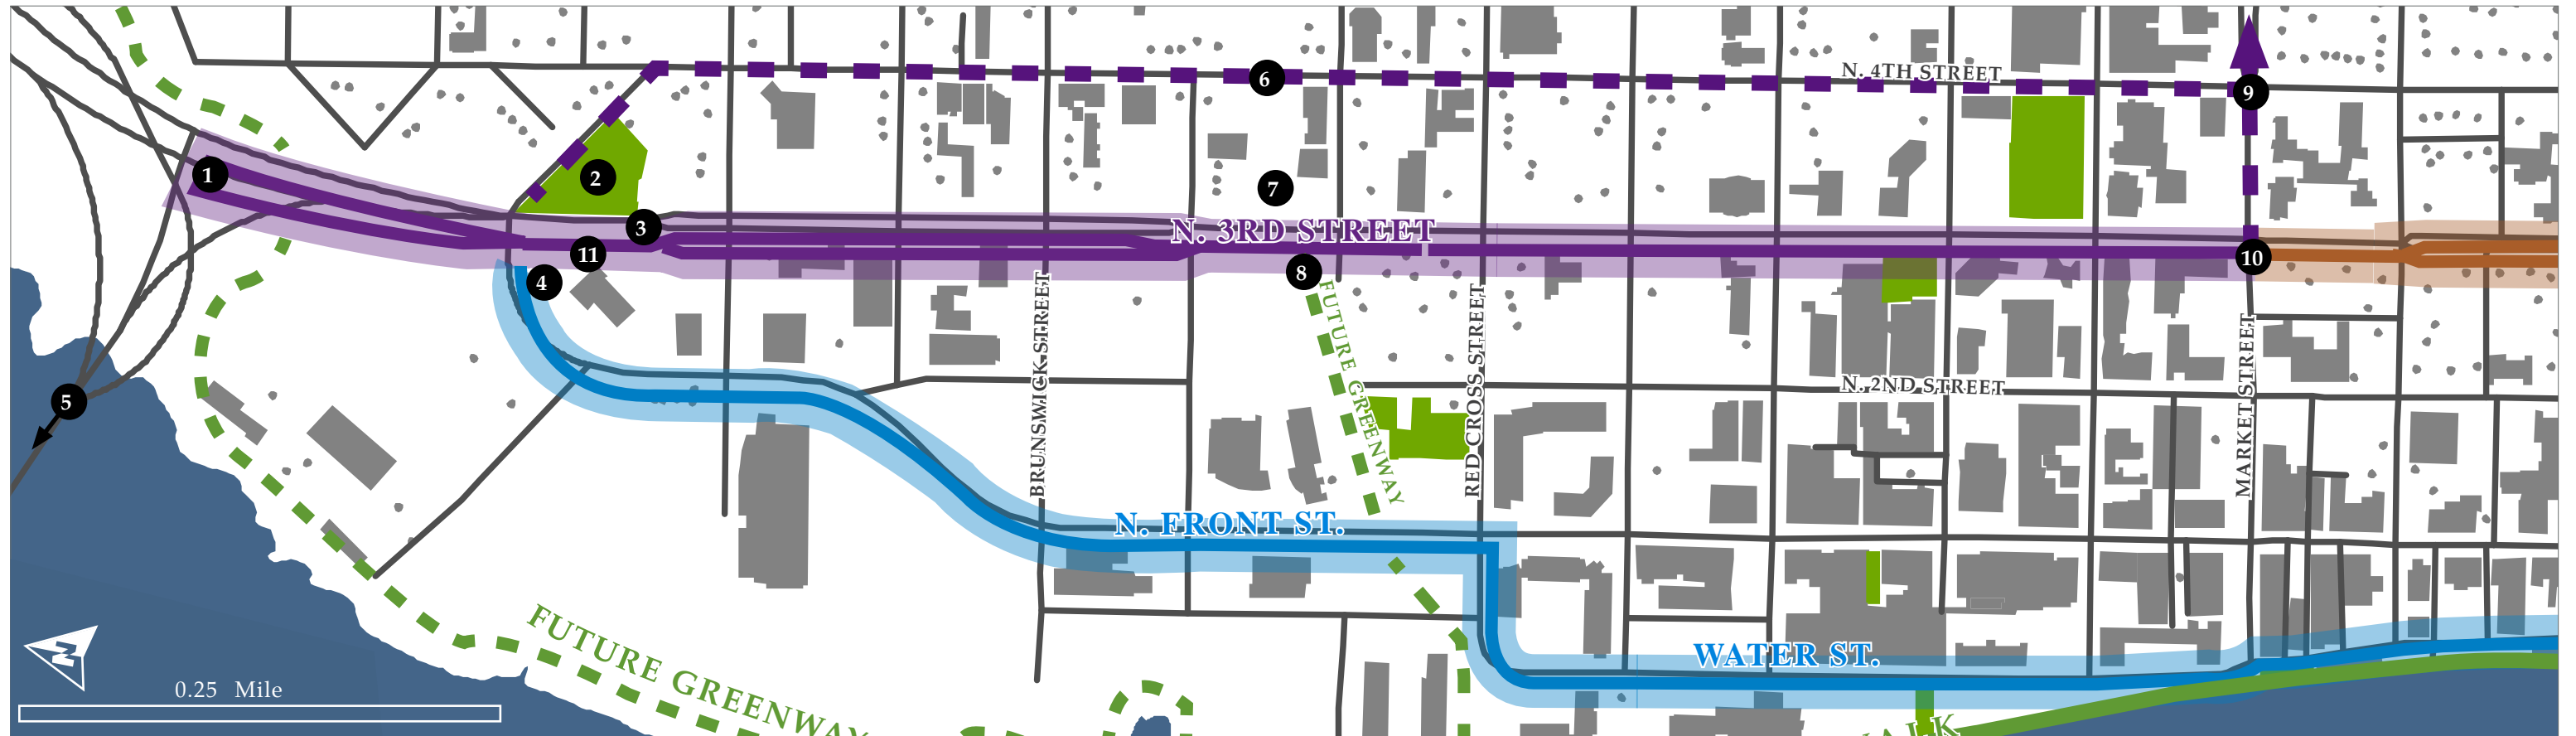 N. 4TH STREET
6
9
1
2
7
3
N. 3RD STREET
11
10
8
4
FUTURE GREENWAY
BRUNSWICK STREET
RED CROSS STREET
MARKET STREET
N. 2ND STREET
5
N. FRONT ST.
FUTURE GREENWAY
WATER ST.
N
0.25 Mile